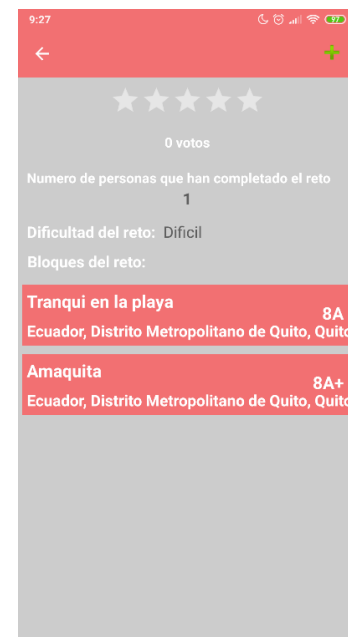 9:27
97
0 votos
Numero de personas que han completado el reto
1
Dificultad del reto: Dificil
Bloques del reto:
Tranqui en la playa
8A
Ecuador, Distrito Metropolitano de Quito, Quito
Amaquita
8A+
Ecuador, Distrito Metropolitano de Quito, Quito